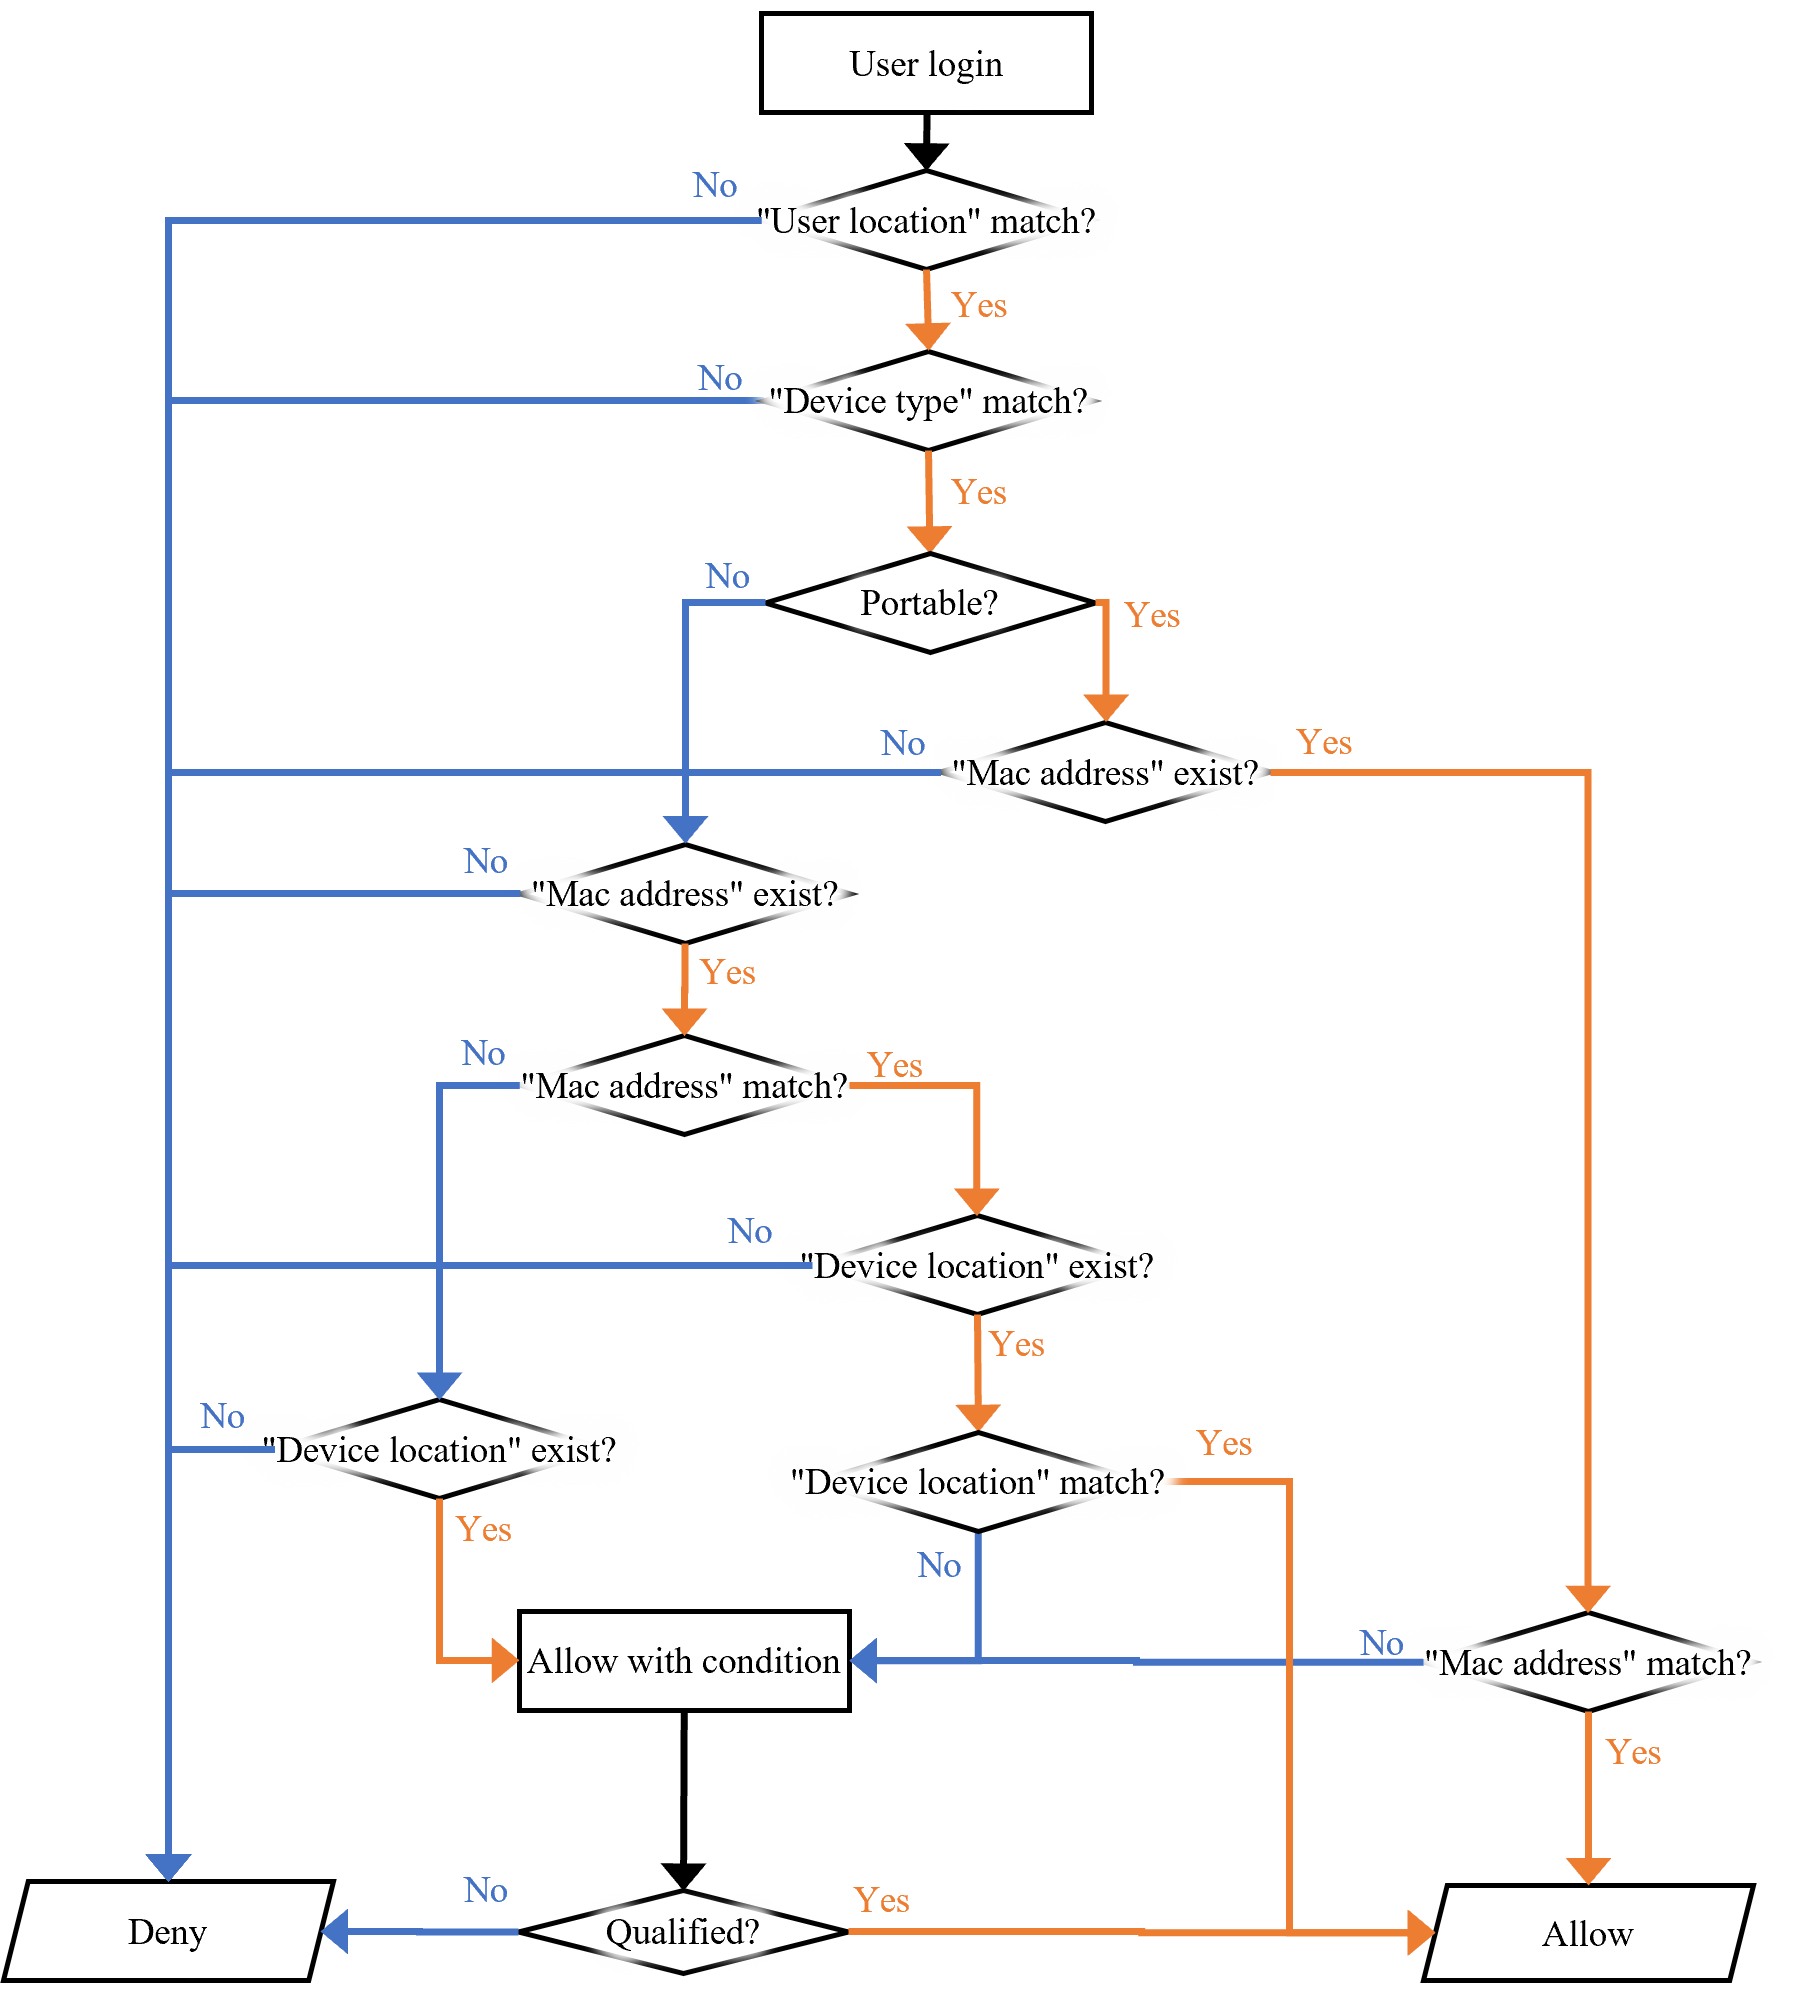 User login
No
"User location" match?
Yes
No
"Device type" match?
Yes
No
Portable?
Yes
No
"Mac address" exist?
Yes
No
"Mac address" exist?
Yes
No
"Mac address" match?
Yes
No
"Device location" exist?
Yes
No
"Device location" exist?
Yes
"Device location" match?
Yes
No
Allow with condition
No
"Mac address" match?
Yes
No
Yes
Deny
Qualified?
Allow